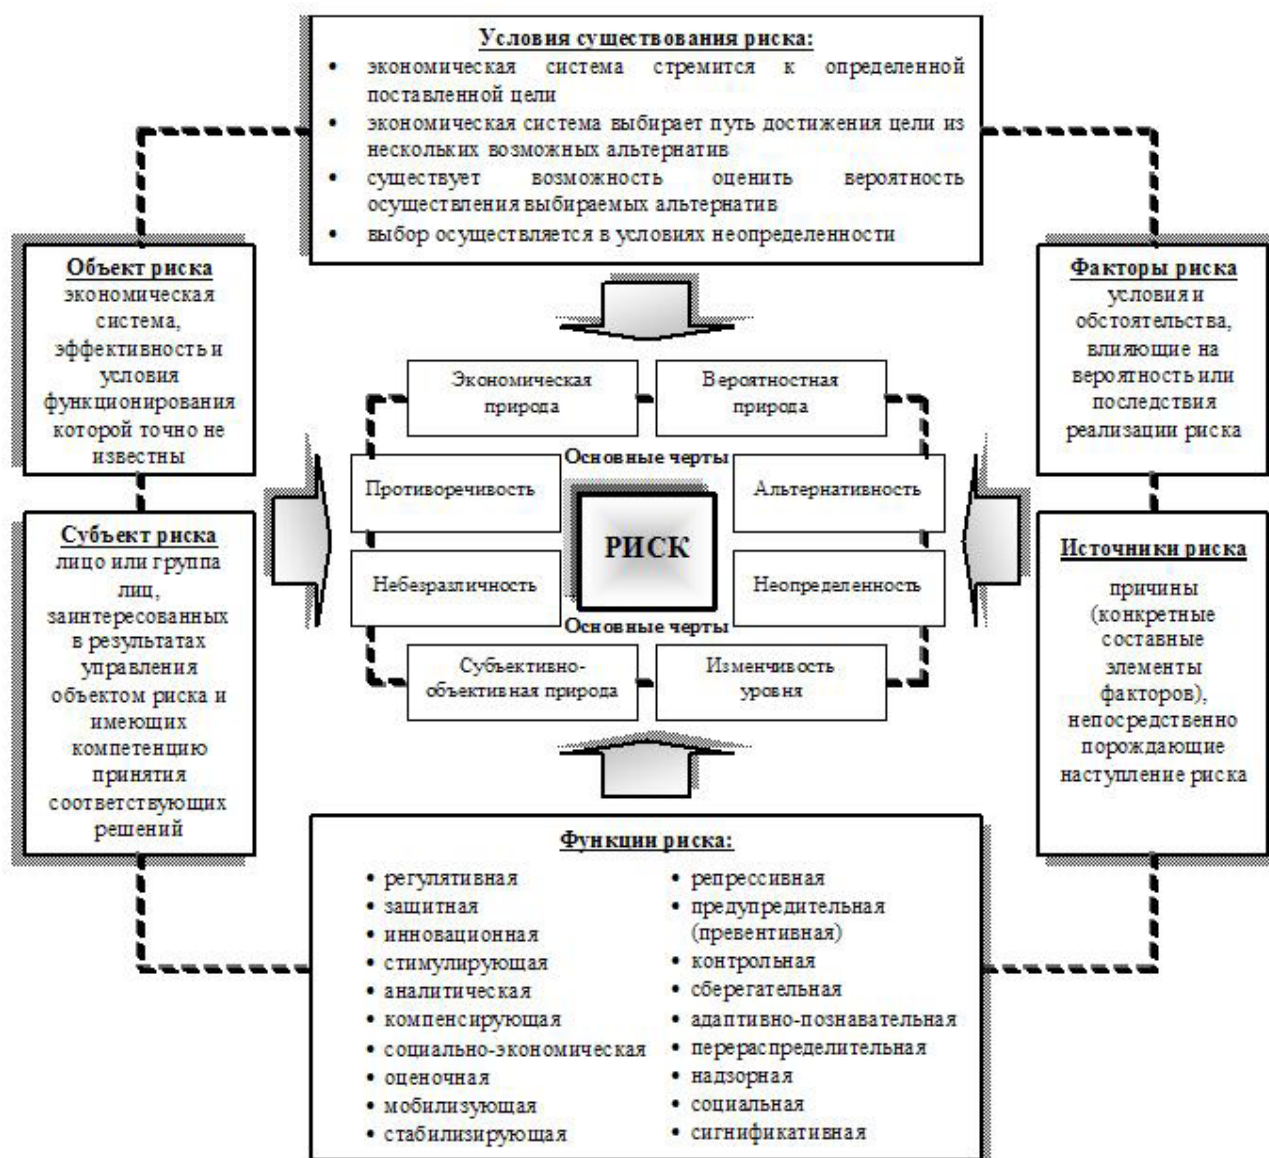 Условия существования риска:
• экономическая система стремится к определенной
поставленной цели
• экономическая система выбирает путь достижения цели из
нескольких возможных альтернатив
• существует возможность оценить вероятность
осуществления выбираемых альтернатив
• выбор осуществляется в условиях неопределенности
Объект риска
экономическая
система,
эффективность и
условия
функционирования
которой точно не
известны
Субъект риска
лицо или группа
лиц,
заинтересованных
в результатах
управления
объектом риска и
имеющих
компетенцию
принятия
соответствующих
решений
Экономическая
природа
Вероятностная
природа
Основные черты
Противоречивость
Альтернативность
РИСК
Небезразличность
Неопределенность
Основные черты
Субъективно-
объективная природа
Изменчивость
уровня
Факторы риска
условия и
обстоятельства,
влияющие на
вероятность или
последствия
реализации риска
Источники риска
причины
(конкретные
составные
элементы
факторов),
непосредственно
порождающие
наступление риска
Функции риска:
• регулятивная
• защитная
• инновационная
• стимулирующая
• аналитическая
• компенсирующая
• социально-экономическая
• оценочная
• мобилизующая
• стабилизирующая
• репрессивная
• предупредительная
(превентивная)
• контрольная
• сберегательная
• адаптивно-познавательная
• перераспределительная
• надзорная
• социальная
• сигнификативная